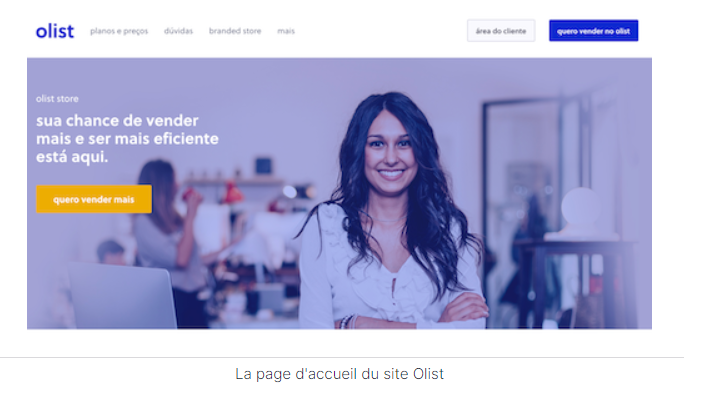 olist
planos e preços
dúvidas
branded store
mais
área do cliente
quero vender no olist
olist store
sua chance de vender
mais e ser mais eficiente
está aqui.
quero vender mais
La page d'accueil du site Olist